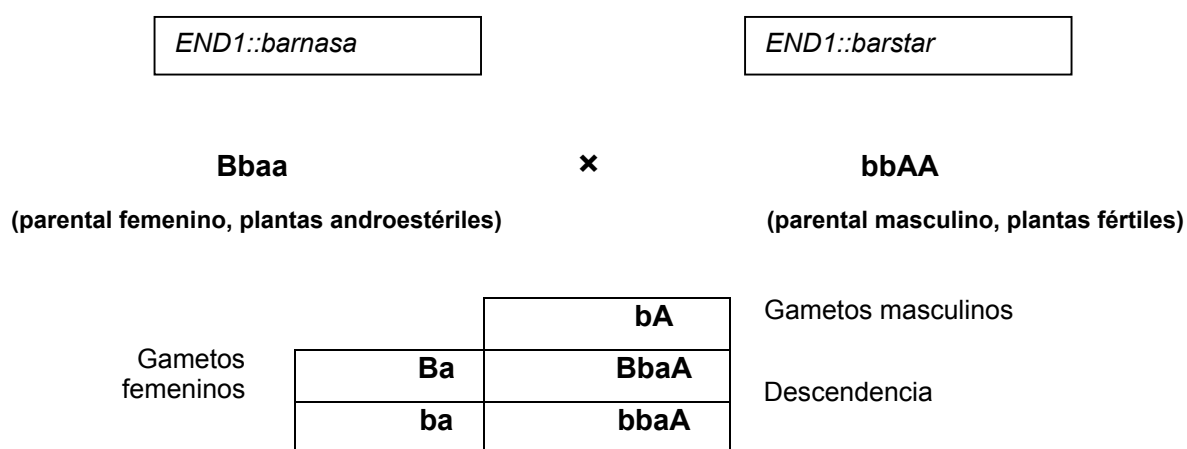 END1::barnasa END1::barstar
Bbaa × bbAA
(parental femenino, plantas androestériles) (parental masculino, plantas fértiles)
bA Gametos masculinos
Gametos femeninos
Ba BbaA
Descendencia
ba bbaA